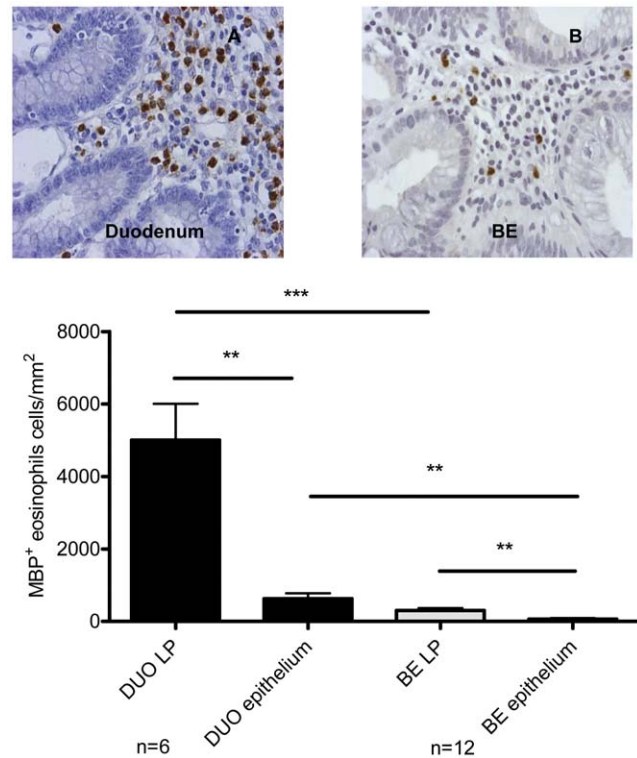 A
Duodenum
B
BE
***
**
**
**
8000
6000
4000
2000
0
MBP⁺ eosinophils cells/mm²
DUO LP
DUO epithelium
BE LP
BE epithelium
n=6
n=12